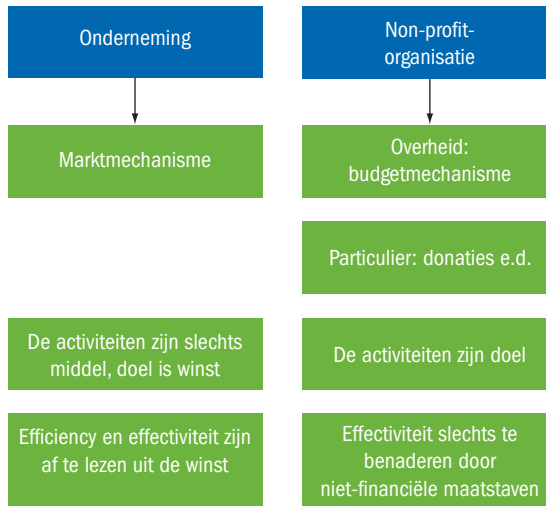 Onderneming
Non-profit-
organisatie
Marktmechanisme
Overheid:
budgetmechanisme
Particulier: donaties e.d.
De activiteiten zijn slechts
middel, doel is winst
De activiteiten zijn doel
Efficiency en effectiviteit zijn
af te lezen uit de winst
Effectiviteit slechts te
benaderen door
niet-financiële maatstaven